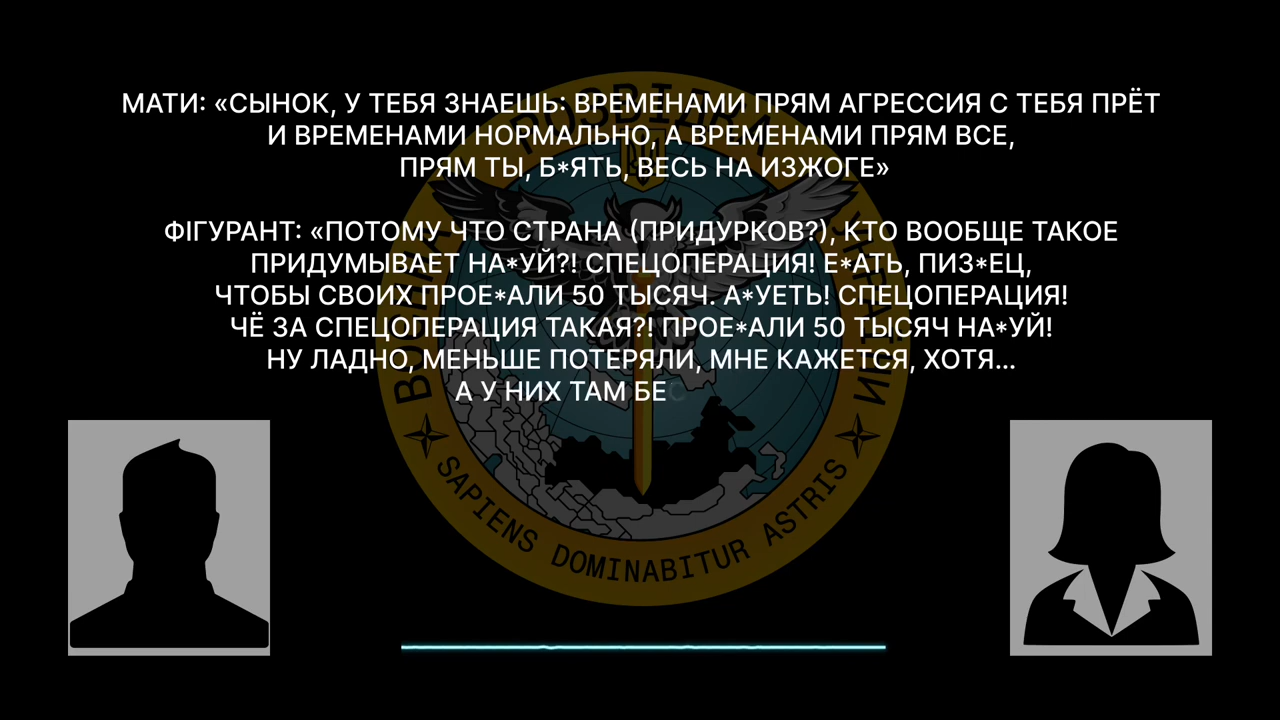 МАТИ: «СЫНОК, У ТЕБЯ ЗНАЕШЬ: ВРЕМЕНАМИ ПРЯМ АГРЕССИЯ С ТЕБЯ ПРЁТ
И ВРЕМЕНАМИ НОРМАЛЬНО, А ВРЕМЕНАМИ ПРЯМ ВСЕ,
ПРЯМ ТЫ, Б*ЯТЬ, ВЕСЬ НА ИЗЖОГЕ»
ФІГУРАНТ: «ПОТОМУ ЧТО СТРАНА (ПРИДУРКОВ?), КТО ВООБЩЕ ТАКОЕ
ПРИДУМЫВАЕТ НА*УЙ?! СПЕЦОПЕРАЦИЯ! Е*АТЬ, ПИЗ*ЕЦ,
ЧТОБЫ СВОИХ ПРОЕ*АЛИ 50 ТЫСЯЧ. А*УЕТЬ! СПЕЦОПЕРАЦИЯ!
ЧЁ ЗА СПЕЦОПЕРАЦИЯ ТАКАЯ?! ПРОЕ*АЛИ 50 ТЫСЯЧ НА*УЙ!
НУ ЛАДНО, МЕНЬШЕ ПОТЕРЯЛИ, МНЕ КАЖЕТСЯ, ХОТЯ...
А У НИХ ТАМ БЕС
SAPIENS DOMINABITUR ASTRIS